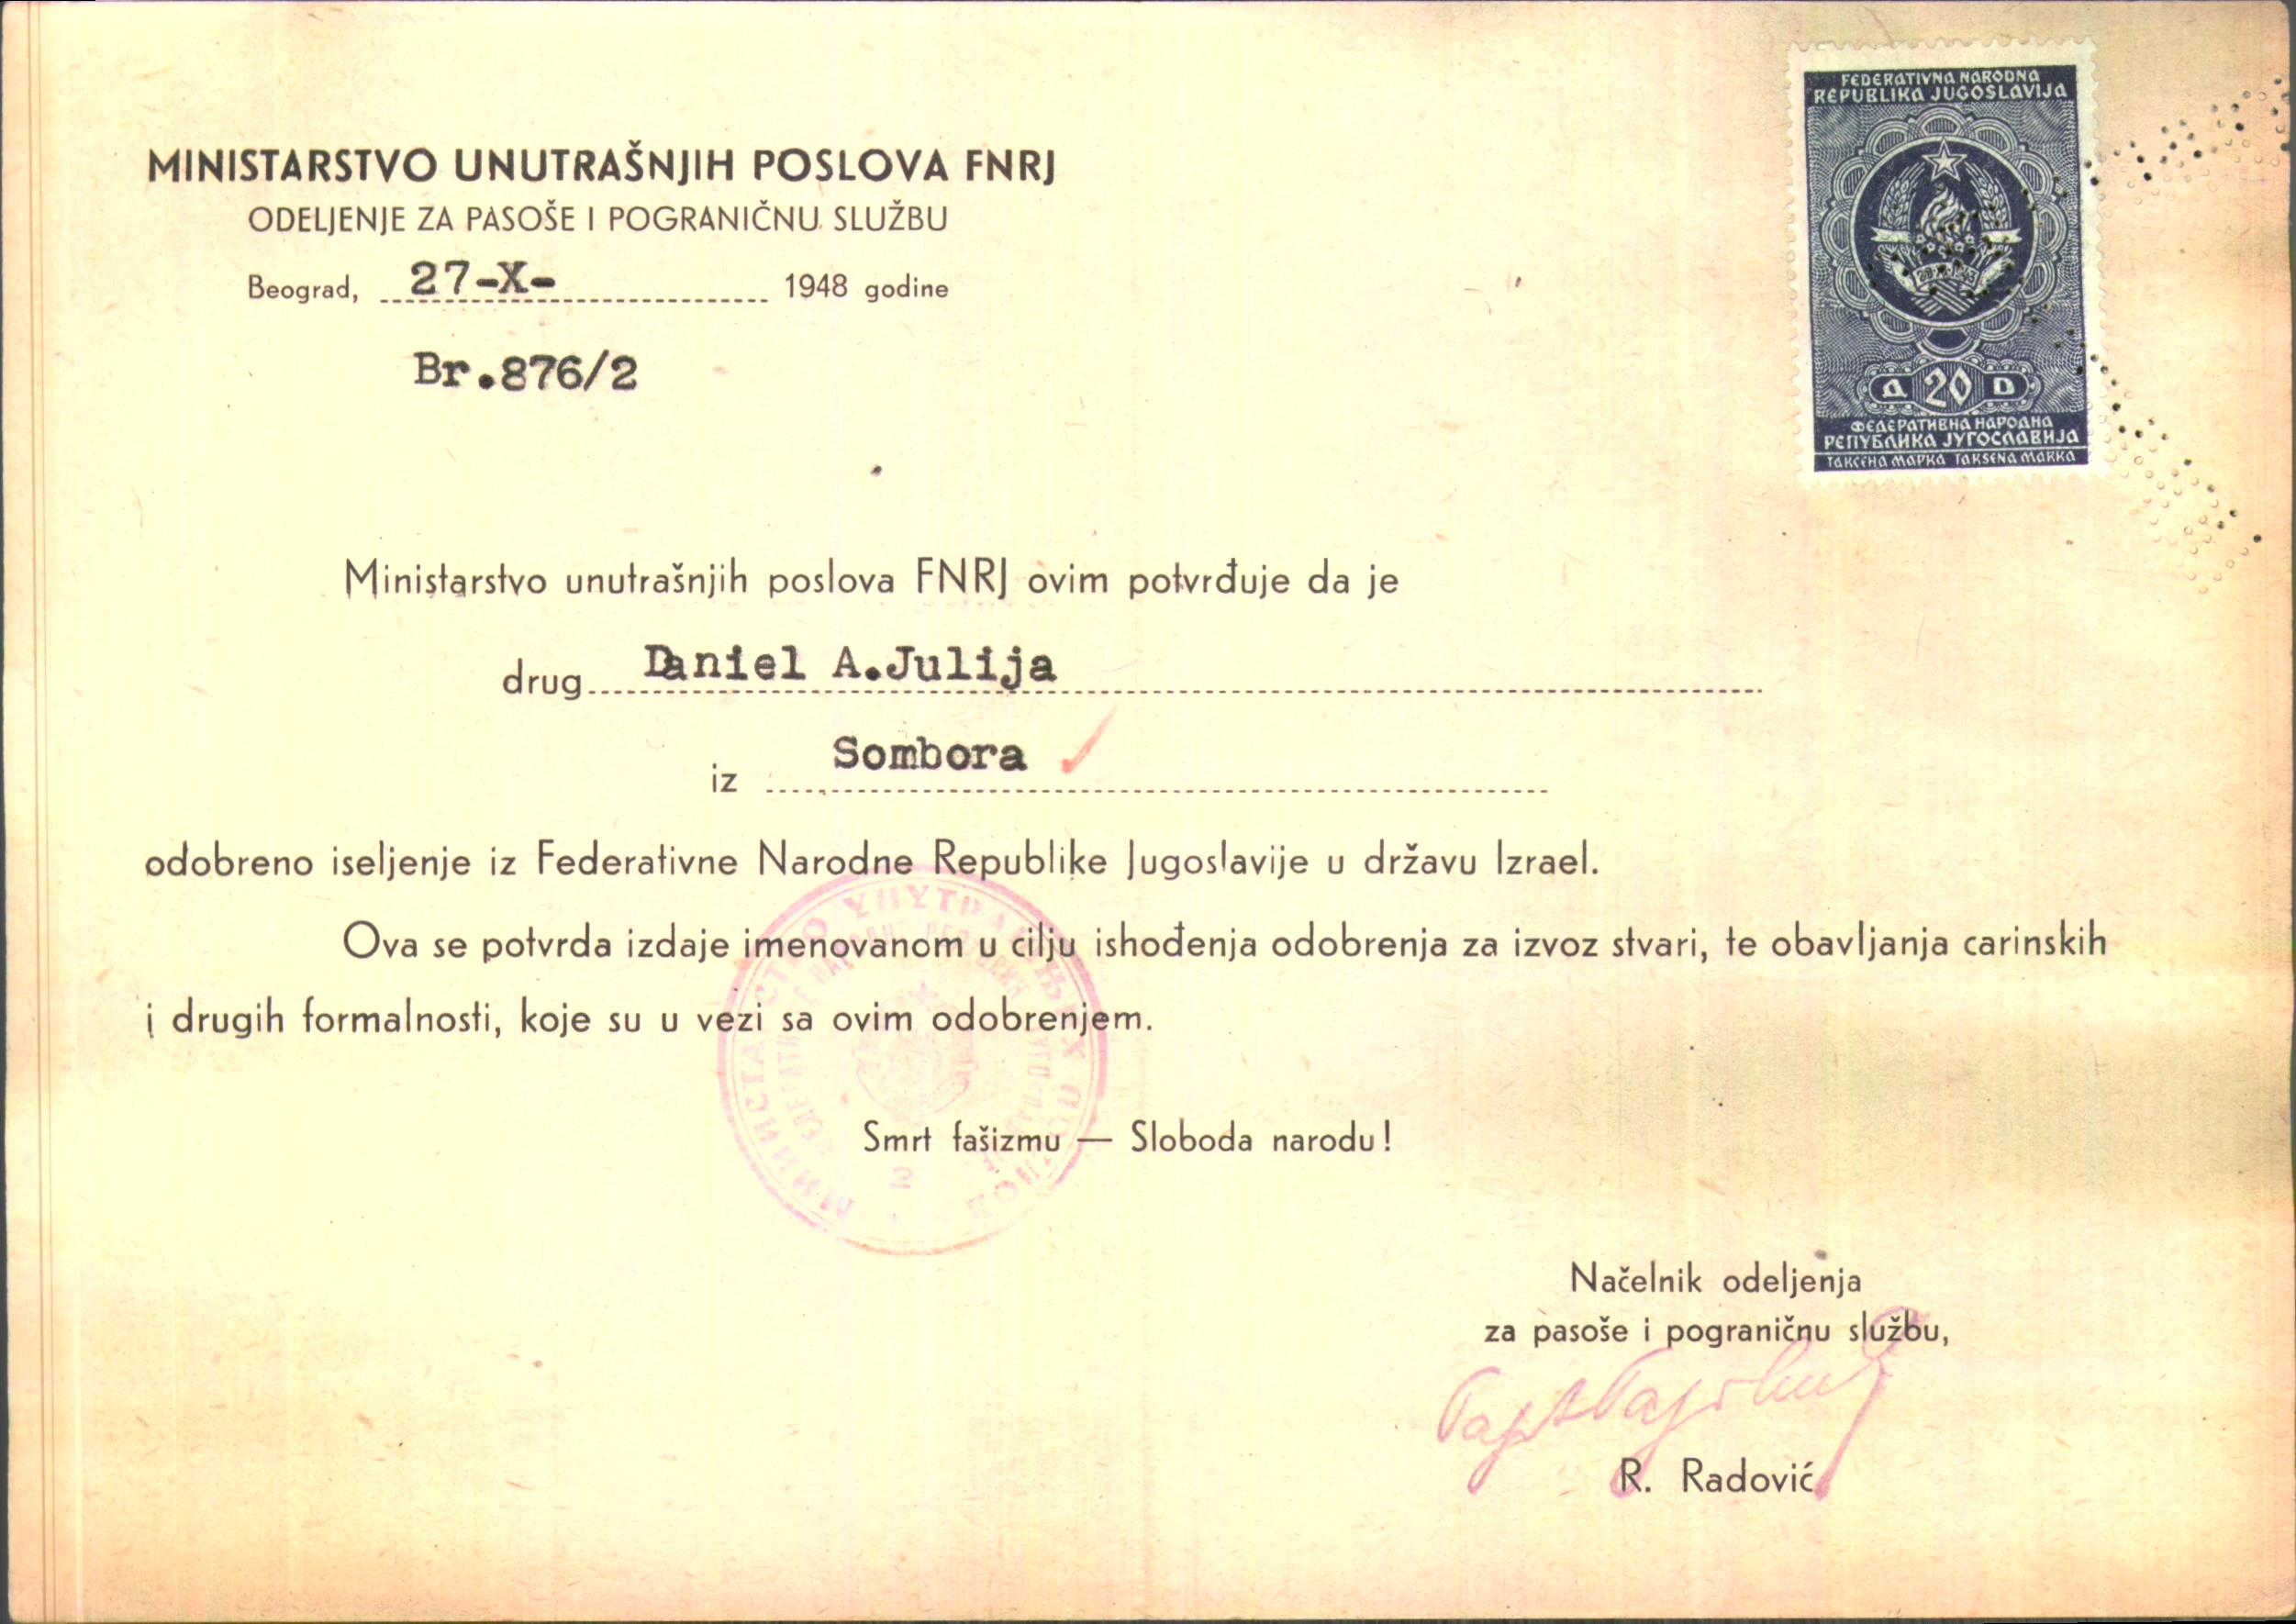 MINISTARSTVO UNUTRAŠNJIH POSLOVA FNRJ
ODELJENJE ZA PASOŠE I POGRANIČNU SLUŽBU
Beograd, 27-X- 1948 godine
Br.876/2
FEDERATIVNA NARODNA
REPUBLIKA JUGOSLAVIJA
Д 20 D
ФЕДЕРАТИВНА НАРОДНА
РЕПУБЛИКА ЈУГОСЛАВИЈА
ТАКСЕНА МАРКА TAKSENA MARKA
Ministarstvo unutrašnjih poslova FNRJ ovim potvrđuje da je
drug Daniel A.Julija
iz Sombora
odobreno iseljenje iz Federativne Narodne Republike Jugoslavije u državu Izrael.
Ova se potvrda izdaje imenovanom u cilju ishođenja odobrenja za izvoz stvari, te obavljanja carinskih
i drugih formalnosti, koje su u vezi sa ovim odobrenjem.
Smrt fašizmu — Sloboda narodu!
2
Načelnik odeljenja
za pasoše i pograničnu službu,
R. Radović